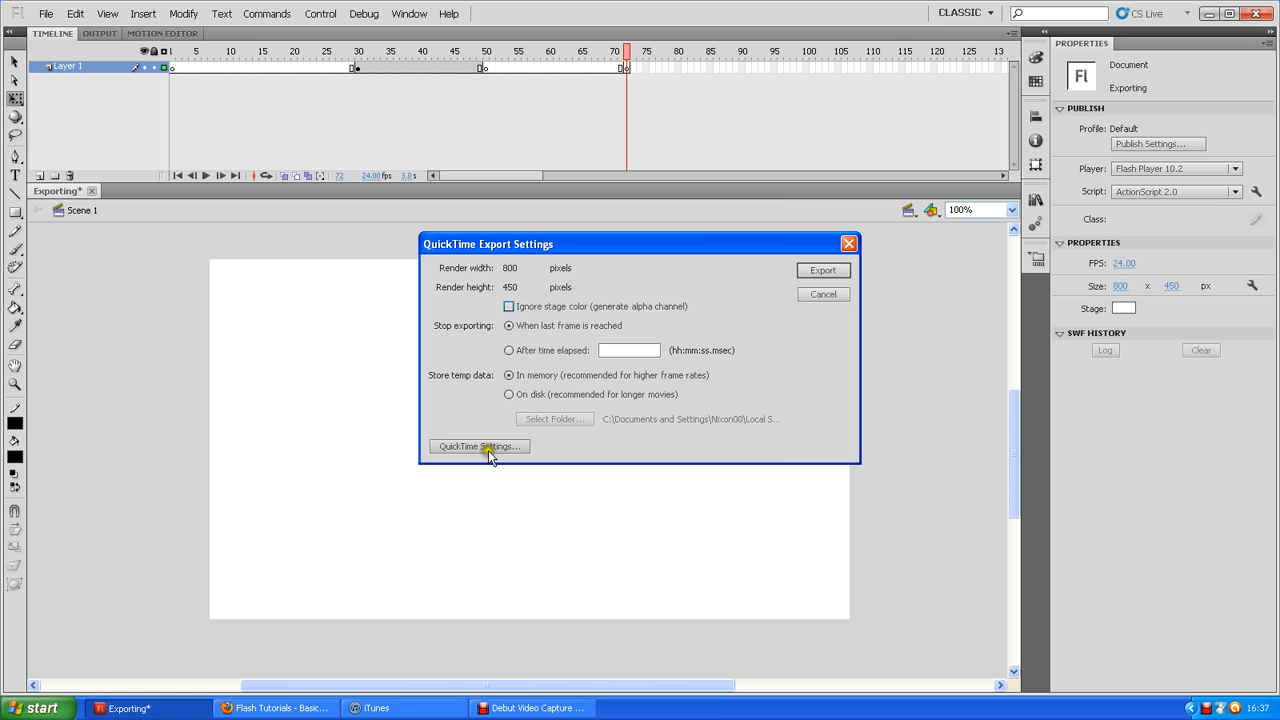 Fl File Edit View Insert Modify Text Commands Control Debug Window Help CLASSIC CS Live
TIMELINE OUTPUT MOTION EDITOR
5 10 15 20 25 30 35 40 45 50 55 60 65 70 75 80 85 90 95 100 105 110 115 120 125 13
Layer 1
72 24.00fps 3.0s
Exporting*
Scene 1 100%
QuickTime Export Settings
Render width: 800 pixels
Render height: 450 pixels
Ignore stage color (generate alpha channel)
Stop exporting: When last frame is reached
After time elapsed: (hh:mm:ss.msec)
Store temp data: In memory (recommended for higher frame rates)
On disk (recommended for longer movies)
Select Folder... C:\Documents and Settings\Nixon00\Local S...
QuickTime Settings...
Export
Cancel
PROPERTIES
Fl Document
Exporting
PUBLISH
Profile: Default
Publish Settings...
Player: Flash Player 10.2
Script: ActionScript 2.0
Class:
PROPERTIES
FPS: 24.00
Size: 800 x 450 px
Stage:
SWF HISTORY
Log Clear
start Exporting* Flash Tutorials - Basic... iTunes Debut Video Capture ... 16:37